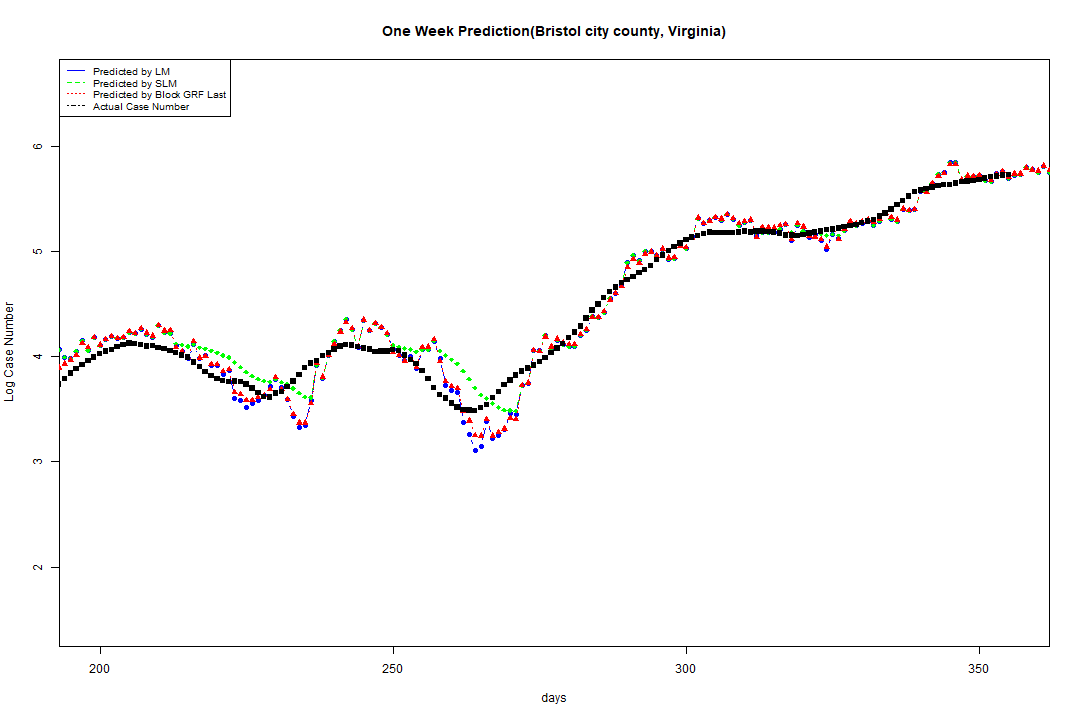 One Week Prediction(Bristol city county, Virginia)
Predicted by LM
Predicted by SLM
Predicted by Block GRF Last
Actual Case Number
6
5
4
3
2
Log Case Number
200 250 300 350
days